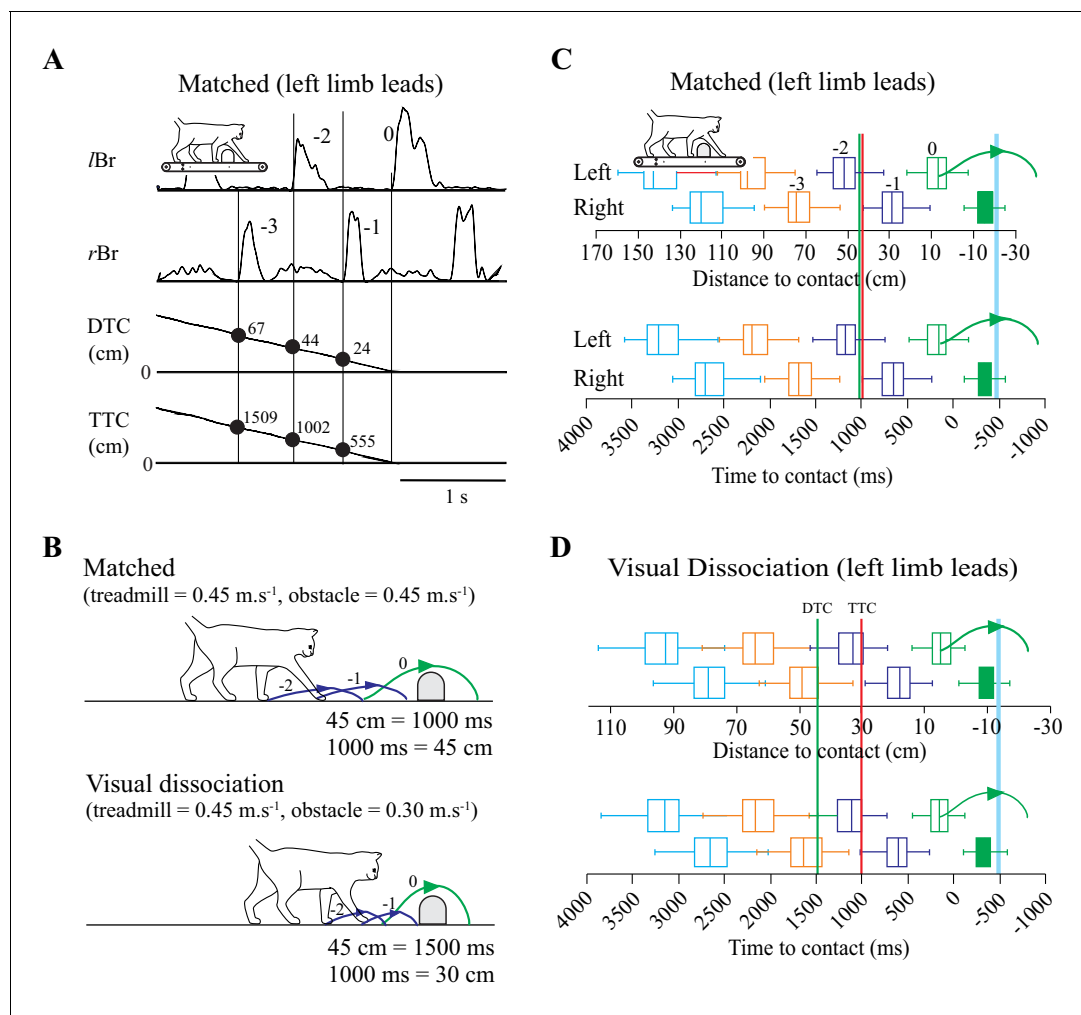 A
Matched (left limb leads)
lBr
-2
0
rBr
-3
-1
DTC
(cm)
67
44
24
0
TTC
(cm)
1509
1002
555
0
1 s
B
Matched
(treadmill = 0.45 m.s-1, obstacle = 0.45 m.s-1)
-2
-1
0
45 cm = 1000 ms
1000 ms = 45 cm
Visual dissociation
(treadmill = 0.45 m.s-1, obstacle = 0.30 m.s-1)
-2
-1
0
45 cm = 1500 ms
1000 ms = 30 cm
C
Matched (left limb leads)
Left
-2
0
Right
-3
-1
170 150 130 110 90 70 50 30 10 -10 -30
Distance to contact (cm)
Left
Right
4000 3500 3000 2500 2000 1500 1000 500 0 -500 -1000
Time to contact (ms)
D
Visual Dissociation (left limb leads)
DTC TTC
110 90 70 50 30 10 -10 -30
Distance to contact (cm)
4000 3500 3000 2500 2000 1500 1000 500 0 -500 -1000
Time to contact (ms)